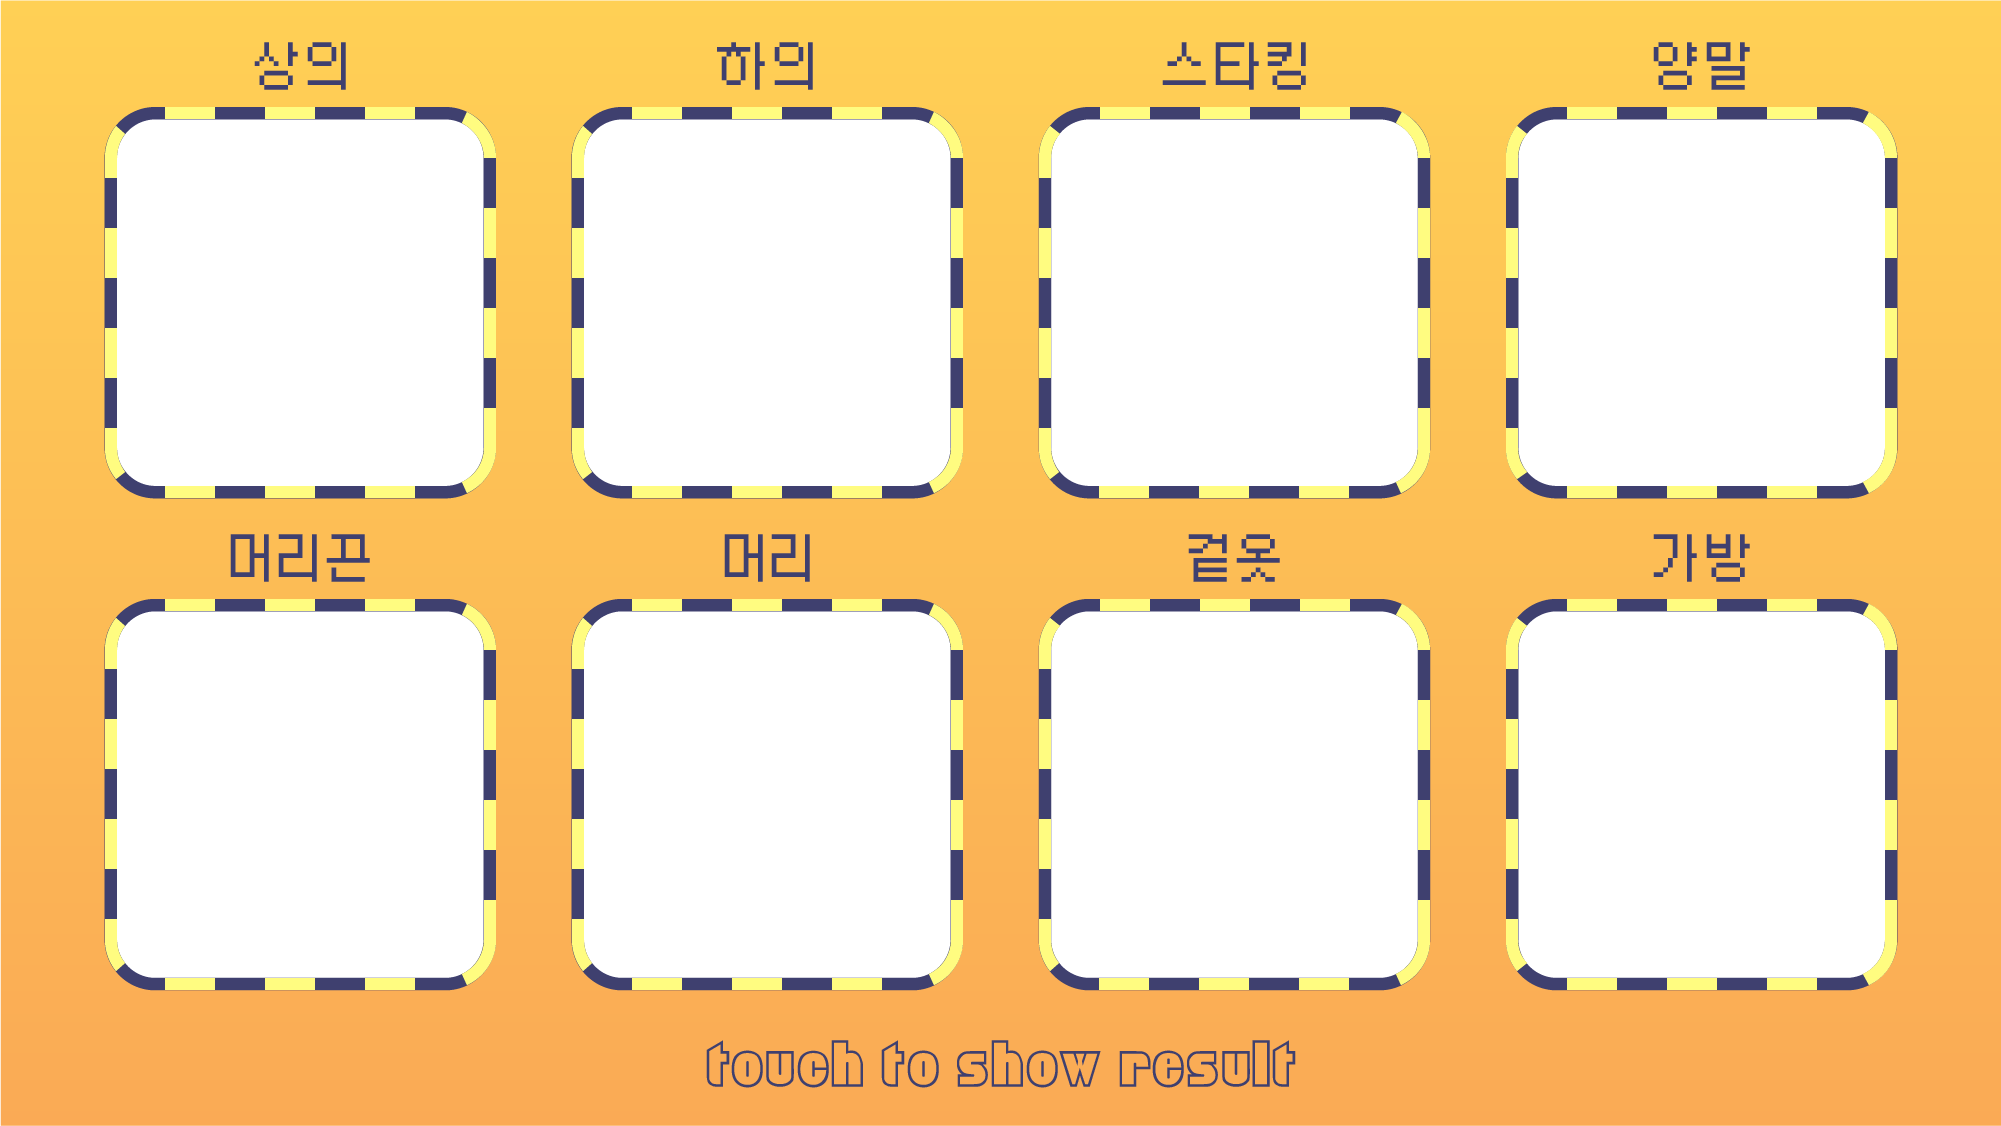 상의 하의 스타킹 양말
머리끈 머리 겉옷 가방
touch to show result